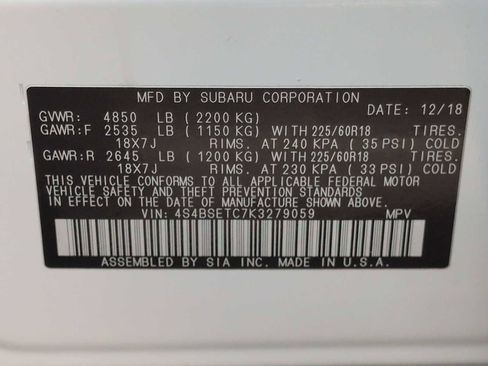 MFD BY SUBARU CORPORATION
GVWR: 4850 LB (2200 KG) DATE: 12/18
GAWR:F 2535 LB (1150 KG) WITH 225/60R18 TIRES.
18X7J RIMS. AT 240 KPA (35 PSI) COLD
GAWR:R 2645 LB (1200 KG) WITH 225/60R18 TIRES.
18X7J RIMS. AT 230 KPA (33 PSI) COLD
THIS VEHICLE CONFORMS TO ALL APPLICABLE FEDERAL MOTOR
VEHICLE SAFETY AND THEFT PREVENTION STANDARDS
IN EFFECT ON THE DATE OF MANUFACTURE SHOWN ABOVE.
VIN: 4S4BSETC7K3279059 MPV
ASSEMBLED BY SIA INC. MADE IN U.S.A.